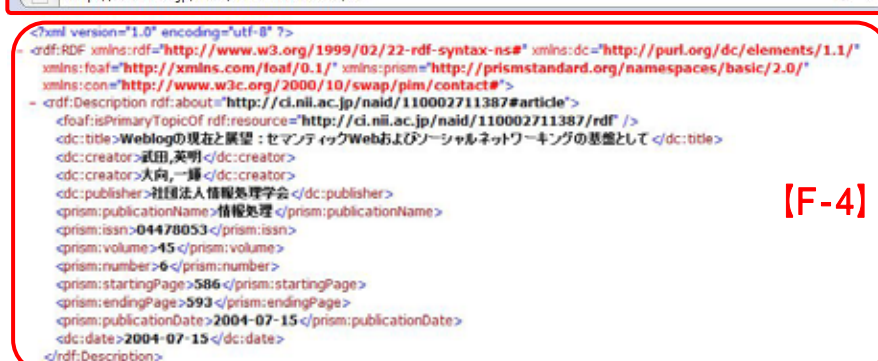 <?xml version="1.0" encoding="utf-8" ?>
- <rdf:RDF xmlns:rdf="http://www.w3.org/1999/02/22-rdf-syntax-ns#" xmlns:dc="http://purl.org/dc/elements/1.1/"
xmlns:foaf="http://xmlns.com/foaf/0.1/" xmlns:prism="http://prismstandard.org/namespaces/basic/2.0/"
xmlns:con="http://www.w3c.org/2000/10/swap/pim/contact#">
- <rdf:Description rdf:about="http://ci.nii.ac.jp/naid/110002711387#article">
<foaf:isPrimaryTopicOf rdf:resource="http://ci.nii.ac.jp/naid/110002711387/rdf" />
<dc:title>Weblogの現在と展望：セマンティックWebおよびソーシャルネットワーキングの基盤として</dc:title>
<dc:creator>武田,英明</dc:creator>
<dc:creator>大向,一輝</dc:creator>
<dc:publisher>社団法人情報処理学会</dc:publisher>
<prism:publicationName>情報処理</prism:publicationName>
<prism:issn>04478053</prism:issn>
<prism:volume>45</prism:volume>
<prism:number>6</prism:number>
<prism:startingPage>586</prism:startingPage>
<prism:endingPage>593</prism:endingPage>
<prism:publicationDate>2004-07-15</prism:publicationDate>
<dc:date>2004-07-15</dc:date>
</rdf:Description>
【F-4】